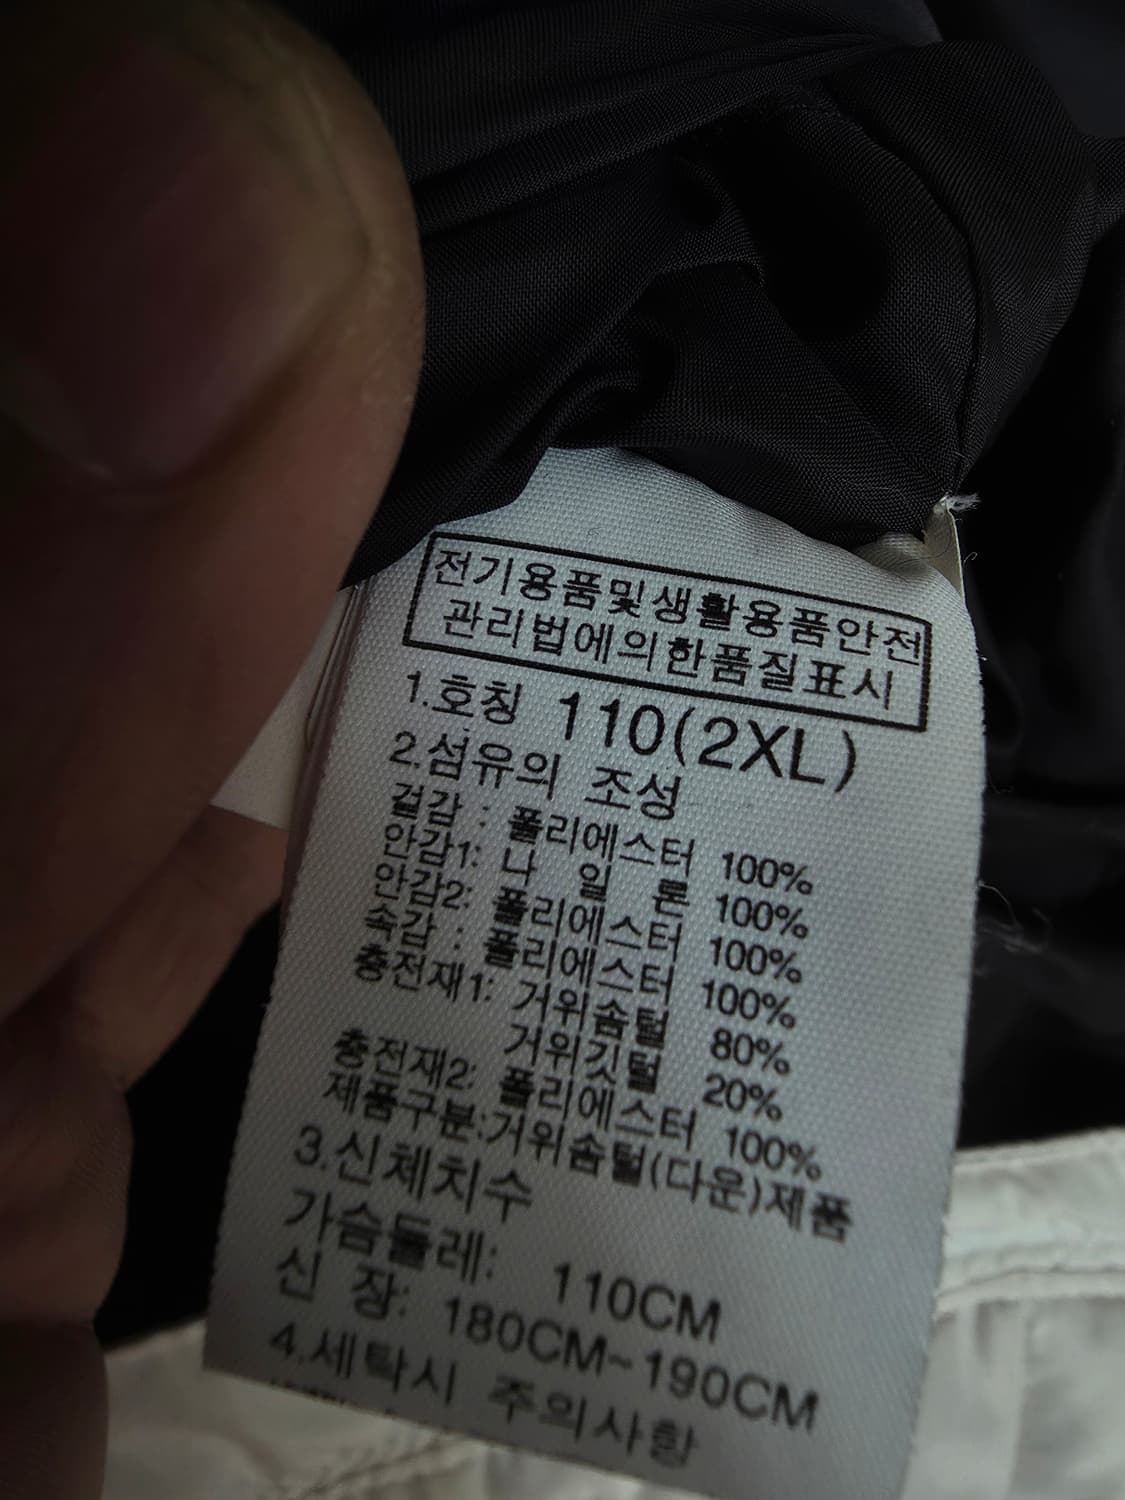 전기용품및생활용품안전
관리법에의한품질표시
1.호칭 110(2XL)
2.섬유의 조성
겉감 : 폴리에스터 100%
안감1: 나 일 론 100%
안감2: 폴리에스터 100%
속감 : 폴리에스터 100%
충전재1: 거위솜털 80%
거위깃털 20%
충전재2: 폴리에스터 100%
제품구분:거위솜털(다운)제품
3.신체치수
가슴둘레: 110CM
신 장: 180CM~190CM
4.세탁시 주의사항